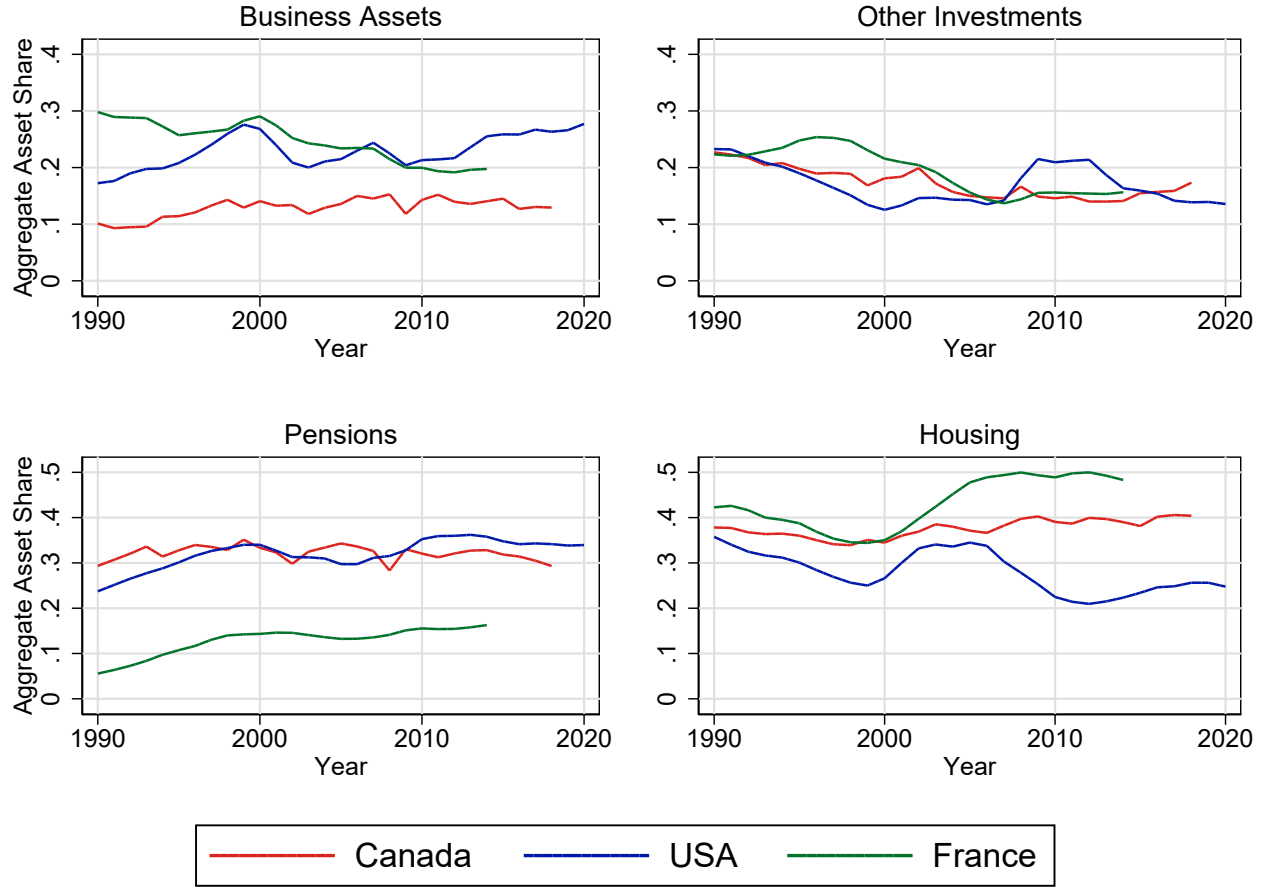 Business Assets
Aggregate Asset Share
.4
.3
.2
.1
0
1990 2000 2010 2020
Year
Other Investments
.4
.3
.2
.1
0
1990 2000 2010 2020
Year
Pensions
Aggregate Asset Share
.5
.4
.3
.2
.1
0
1990 2000 2010 2020
Year
Housing
.5
.4
.3
.2
.1
0
1990 2000 2010 2020
Year
Canada USA France